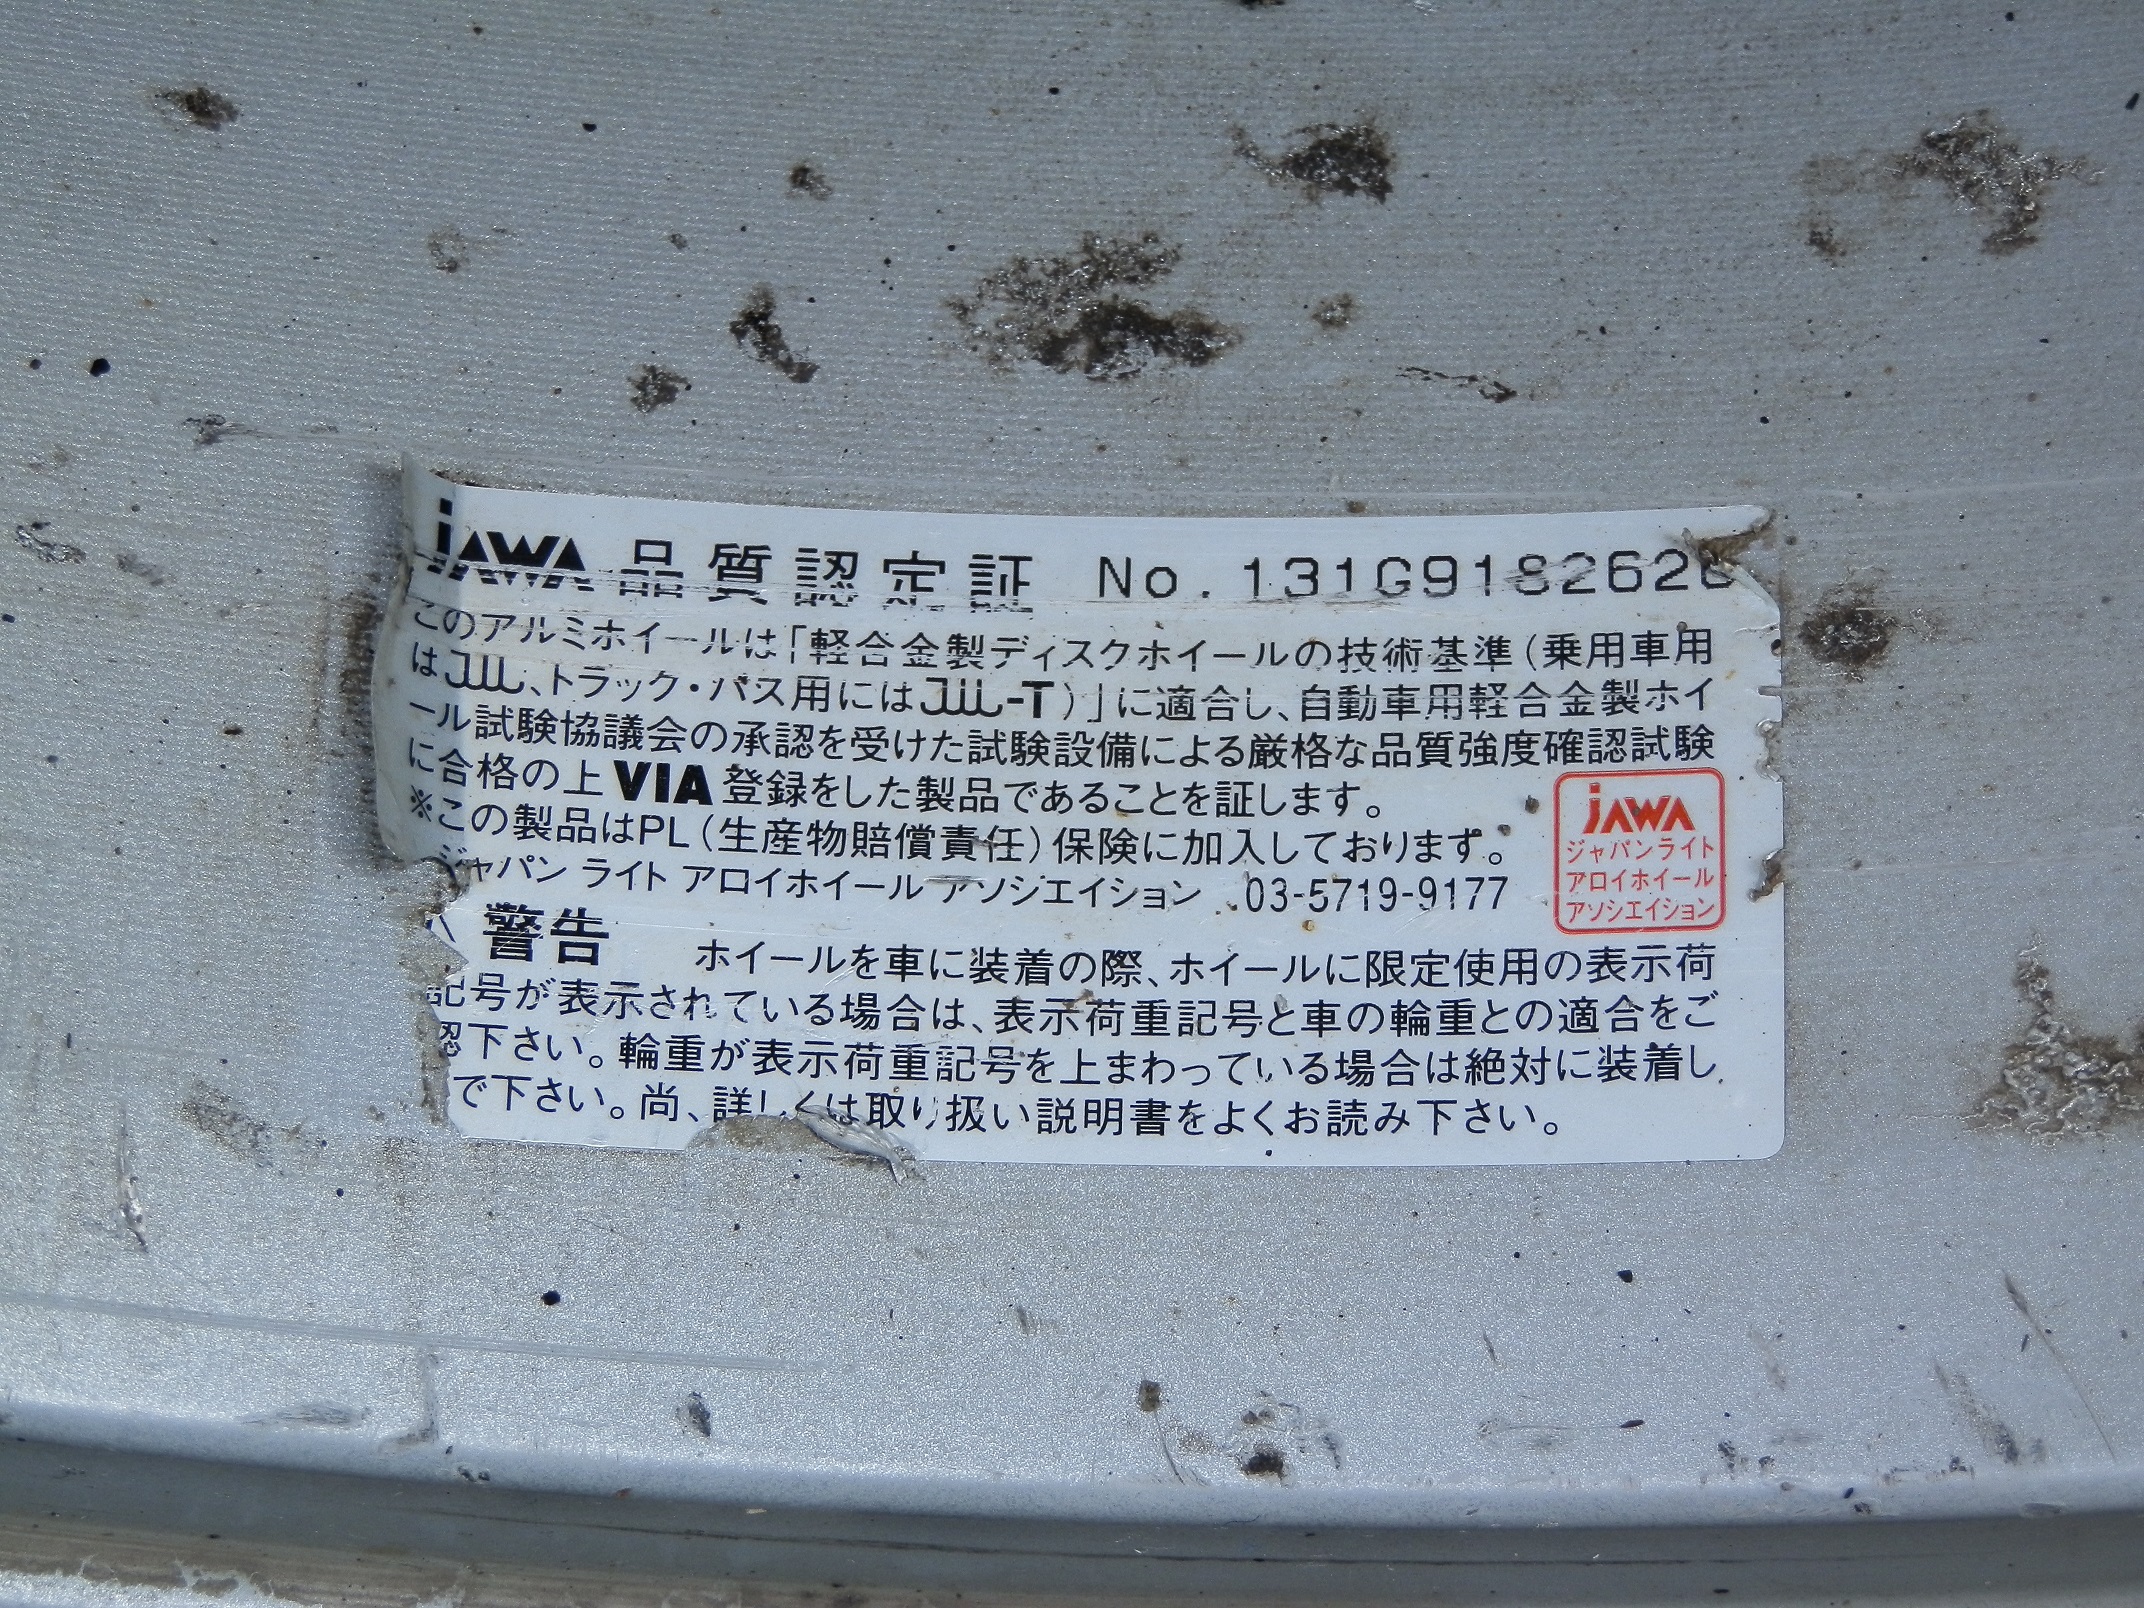 jAWA 品質認定証 No. 131G9182626
このアルミホイールは「軽合金製ディスクホイールの技術基準(乗用車用
はJWL、トラック・バス用にはJWL-T)」に適合し、自動車用軽合金製ホイ
ール試験協議会の承認を受けた試験設備による厳格な品質強度確認試験
に合格の上VIA登録をした製品であることを証します。
※この製品はPL(生産物賠償責任)保険に加入しております。
ジャパン ライト アロイホイール アソシエイション 03-5719-9177
jAWA
ジャパンライト
アロイホイール
アソシエイション
警告 ホイールを車に装着の際、ホイールに限定使用の表示荷
記号が表示されている場合は、表示荷重記号と車の輪重との適合をご
認下さい。輪重が表示荷重記号を上まわっている場合は絶対に装着し
で下さい。尚、詳しくは取り扱い説明書をよくお読み下さい。